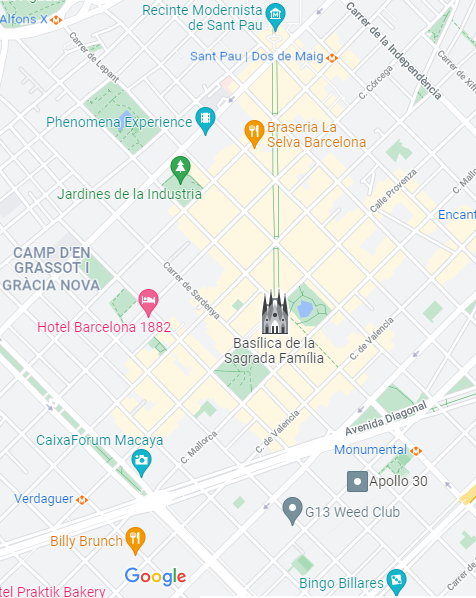 Recinte Modernista
de Sant Pau
Alfons X
Carrer de la Independència
Carrer de Lepant
Sant Pau | Dos de Maig
C. Còrcega
Phenomena Experience
Braseria La
Selva Barcelona
Calle Provenza
Jardines de la Industria
Encant
CAMP D'EN
GRASSOT I
GRÀCIA NOVA
Carrer de Sardenya
Hotel Barcelona 1882
Basílica de la
Sagrada Família
C. de Valencia
Avenida Diagonal
C. Mallorca
C. de Valencia
CaixaForum Macaya
Monumental
Apollo 30
Verdaguer
G13 Weed Club
Billy Brunch
Google
Bingo Billares
tel Praktik Bakery